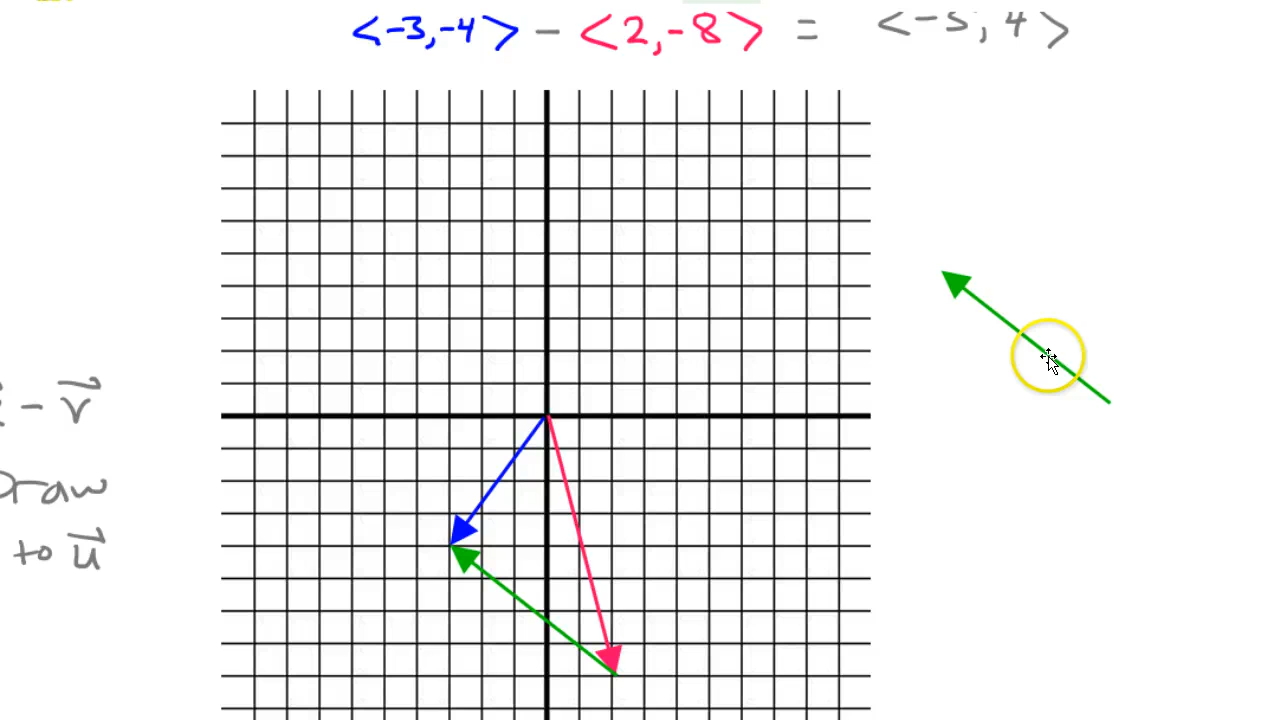 <-3,-4> - <2,-8> = <-5, 4>
- v⃗
Draw
to u⃗